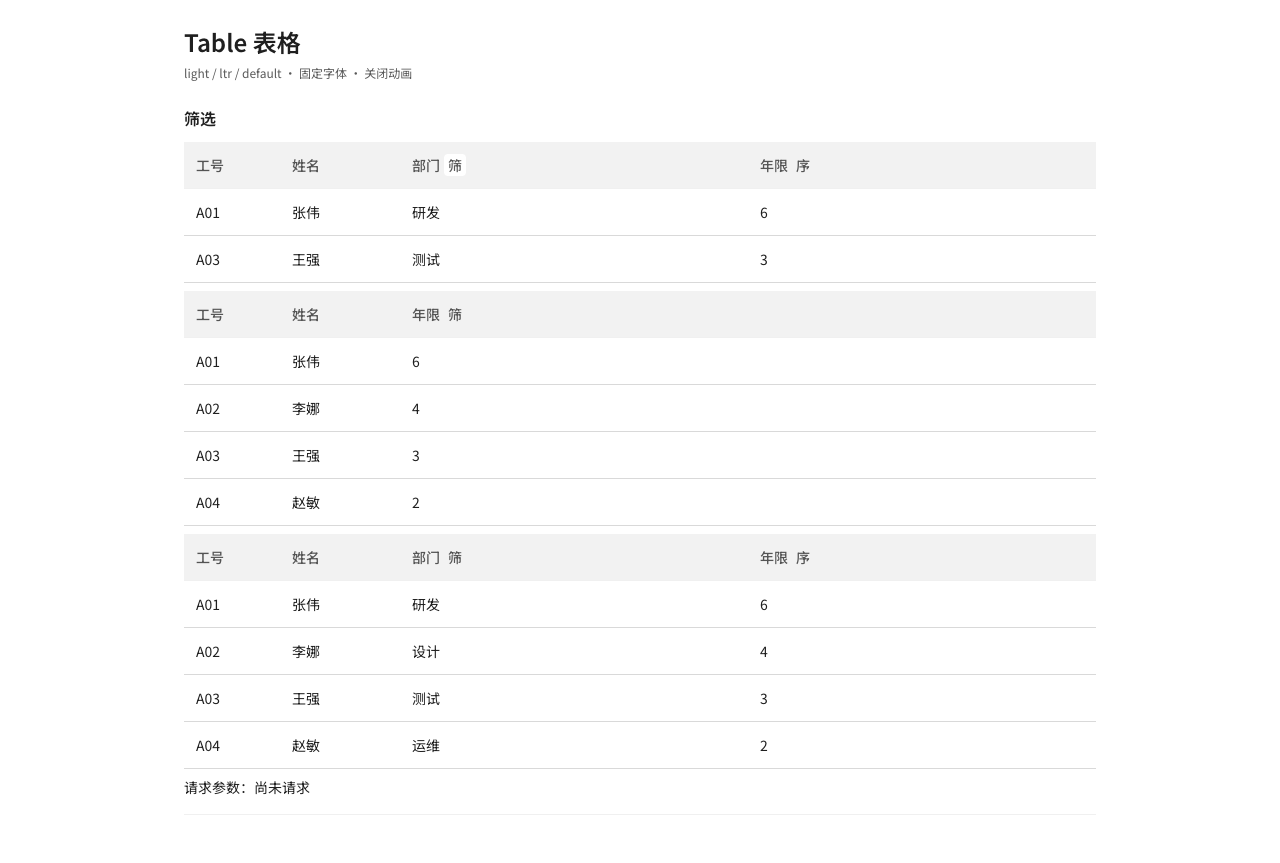 Table 表格
light / ltr / default · 固定字体 · 关闭动画
筛选
工号 姓名 部门 筛 年限 序
A01 张伟 研发 6
A03 王强 测试 3
工号 姓名 年限 筛
A01 张伟 6
A02 李娜 4
A03 王强 3
A04 赵敏 2
工号 姓名 部门 筛 年限 序
A01 张伟 研发 6
A02 李娜 设计 4
A03 王强 测试 3
A04 赵敏 运维 2
请求参数：尚未请求